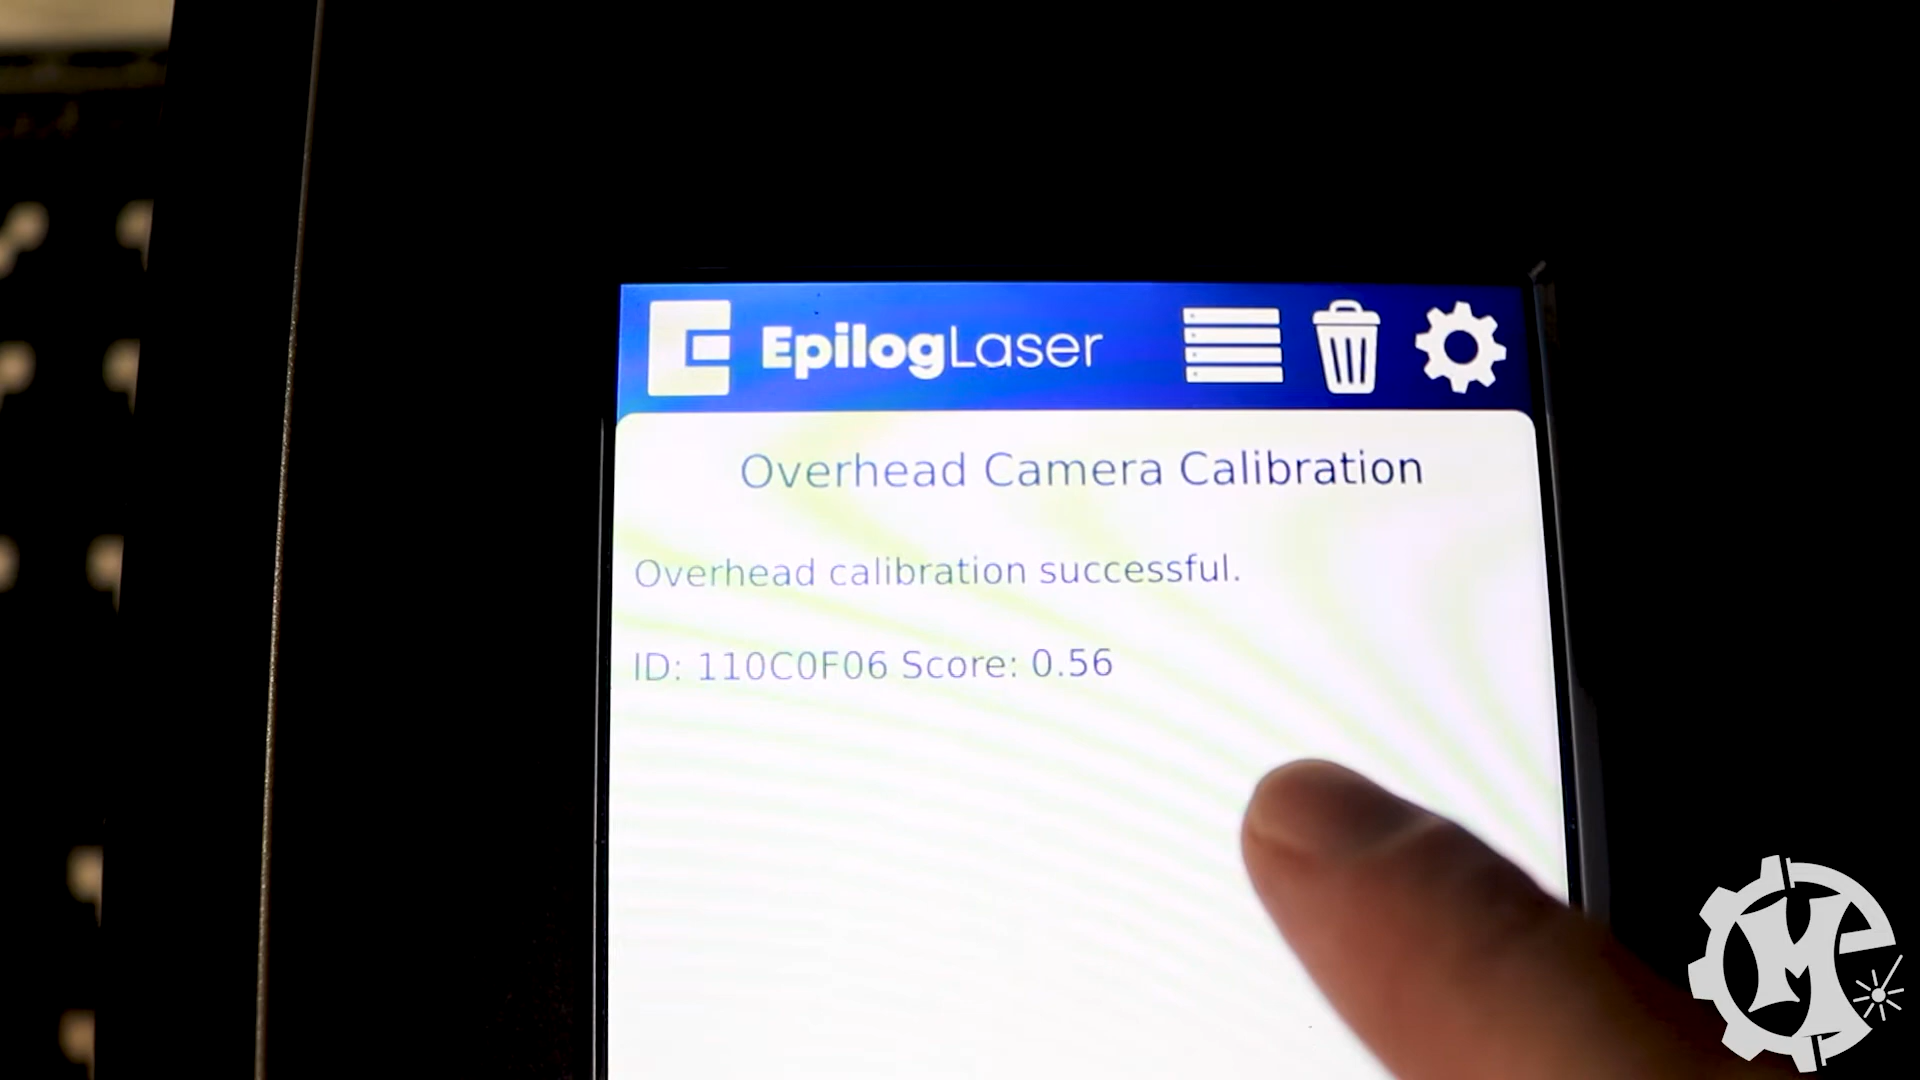 EpilogLaser
Overhead Camera Calibration
Overhead calibration successful.
ID: 110C0F06 Score: 0.56